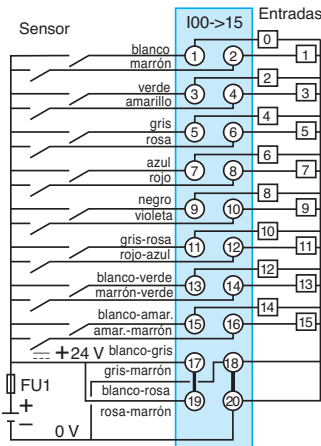 Sensor
I00->15
Entradas
blanco 1 2 0
marrón 1
verde 3 4 2
amarillo 3
gris 5 6 4
rosa 5
azul 7 8 6
rojo 7
negro 9 10 8
violeta 9
gris-rosa 11 12 10
rojo-azul 11
blanco-verde 13 14 12
marrón-verde 13
blanco-amar. 15 16 14
amar.-marrón 15
+24 V blanco-gris
gris-marrón 17 18
FU1 blanco-rosa 19 20
+
rosa-marrón
–
0 V